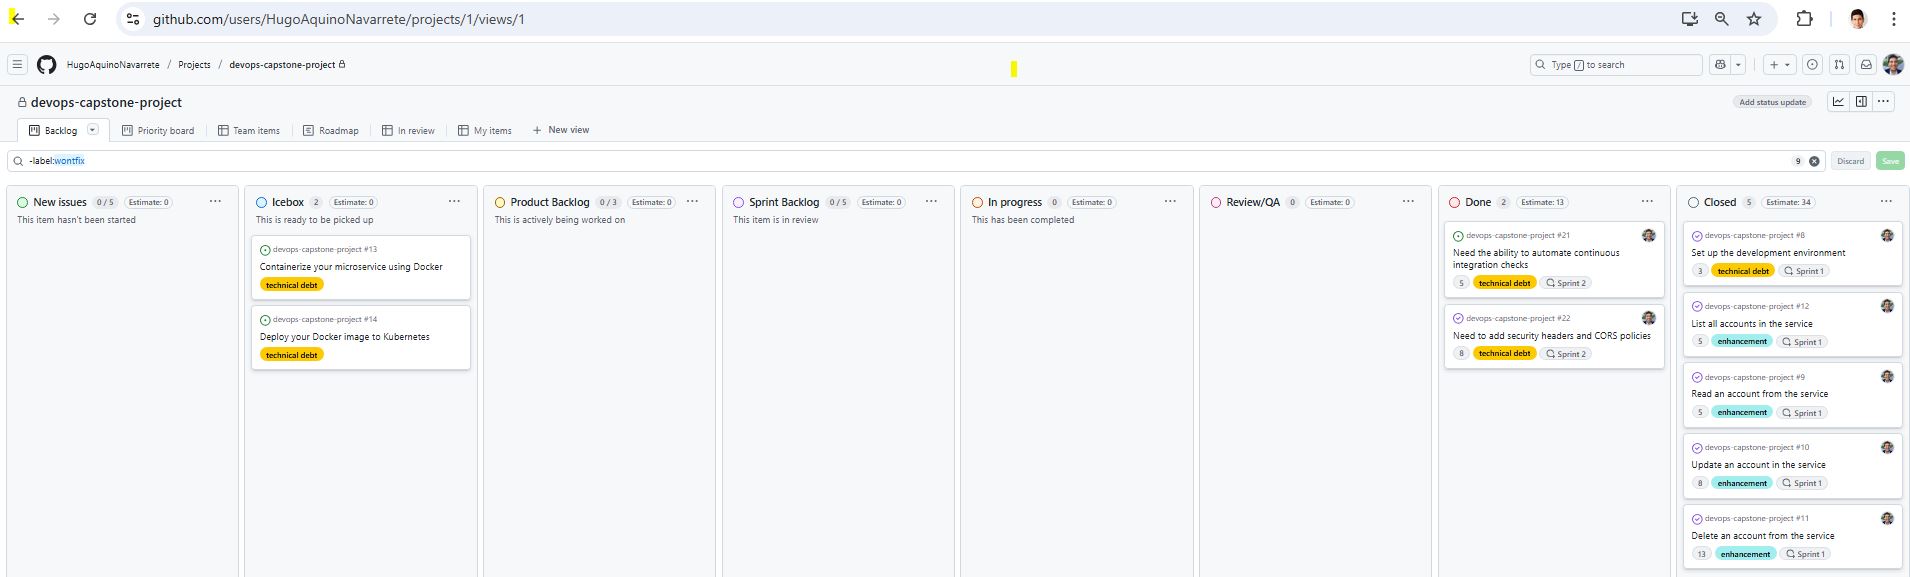 github.com/users/HugoAquinoNavarrete/projects/1/views/1
HugoAquinoNavarrete / Projects / devops-capstone-project
Type / to search
devops-capstone-project
Add status update
Backlog
Priority board
Team items
Roadmap
In review
My items
New view
-label:wontfix
9
Discard
Save
New issues 0 / 5 Estimate: 0
This item hasn't been started
Icebox 2 Estimate: 0
This is ready to be picked up
devops-capstone-project #13
Containerize your microservice using Docker
technical debt
devops-capstone-project #14
Deploy your Docker image to Kubernetes
technical debt
Product Backlog 0 / 3 Estimate: 0
This is actively being worked on
Sprint Backlog 0 / 5 Estimate: 0
This item is in review
In progress 0 Estimate: 0
This has been completed
Review/QA 0 Estimate: 0
Done 2 Estimate: 13
devops-capstone-project #21
Need the ability to automate continuous
integration checks
5 technical debt Sprint 2
devops-capstone-project #22
Need to add security headers and CORS policies
8 technical debt Sprint 2
Closed 5 Estimate: 34
devops-capstone-project #8
Set up the development environment
3 technical debt Sprint 1
devops-capstone-project #12
List all accounts in the service
5 enhancement Sprint 1
devops-capstone-project #9
Read an account from the service
5 enhancement Sprint 1
devops-capstone-project #10
Update an account in the service
8 enhancement Sprint 1
devops-capstone-project #11
Delete an account from the service
13 enhancement Sprint 1